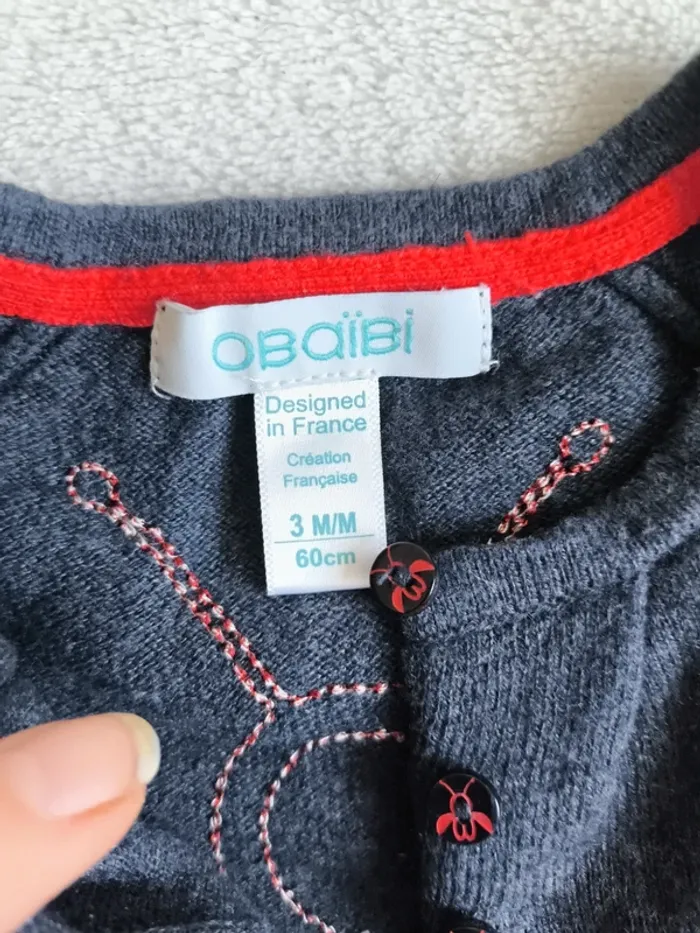 OBaïBi
Designed
in France
Création
Française
3 M/M
60cm